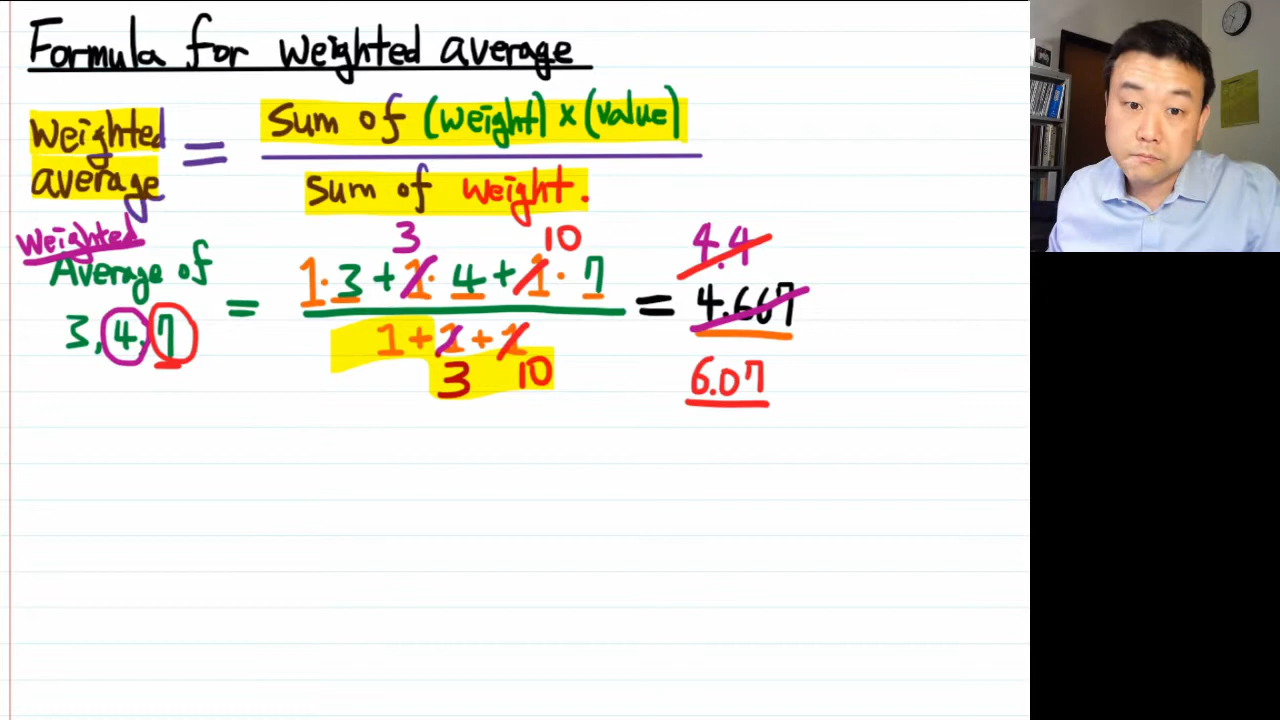 Formula for weighted average
Weighted average = Sum of (weight) x (value) / Sum of weight.
Weighted
Average of
3, 4, 7
=
3 10
1·3 + 1·4 + 1·7
1 + 1 + 1
3 10
=
4.4
4.667
6.07